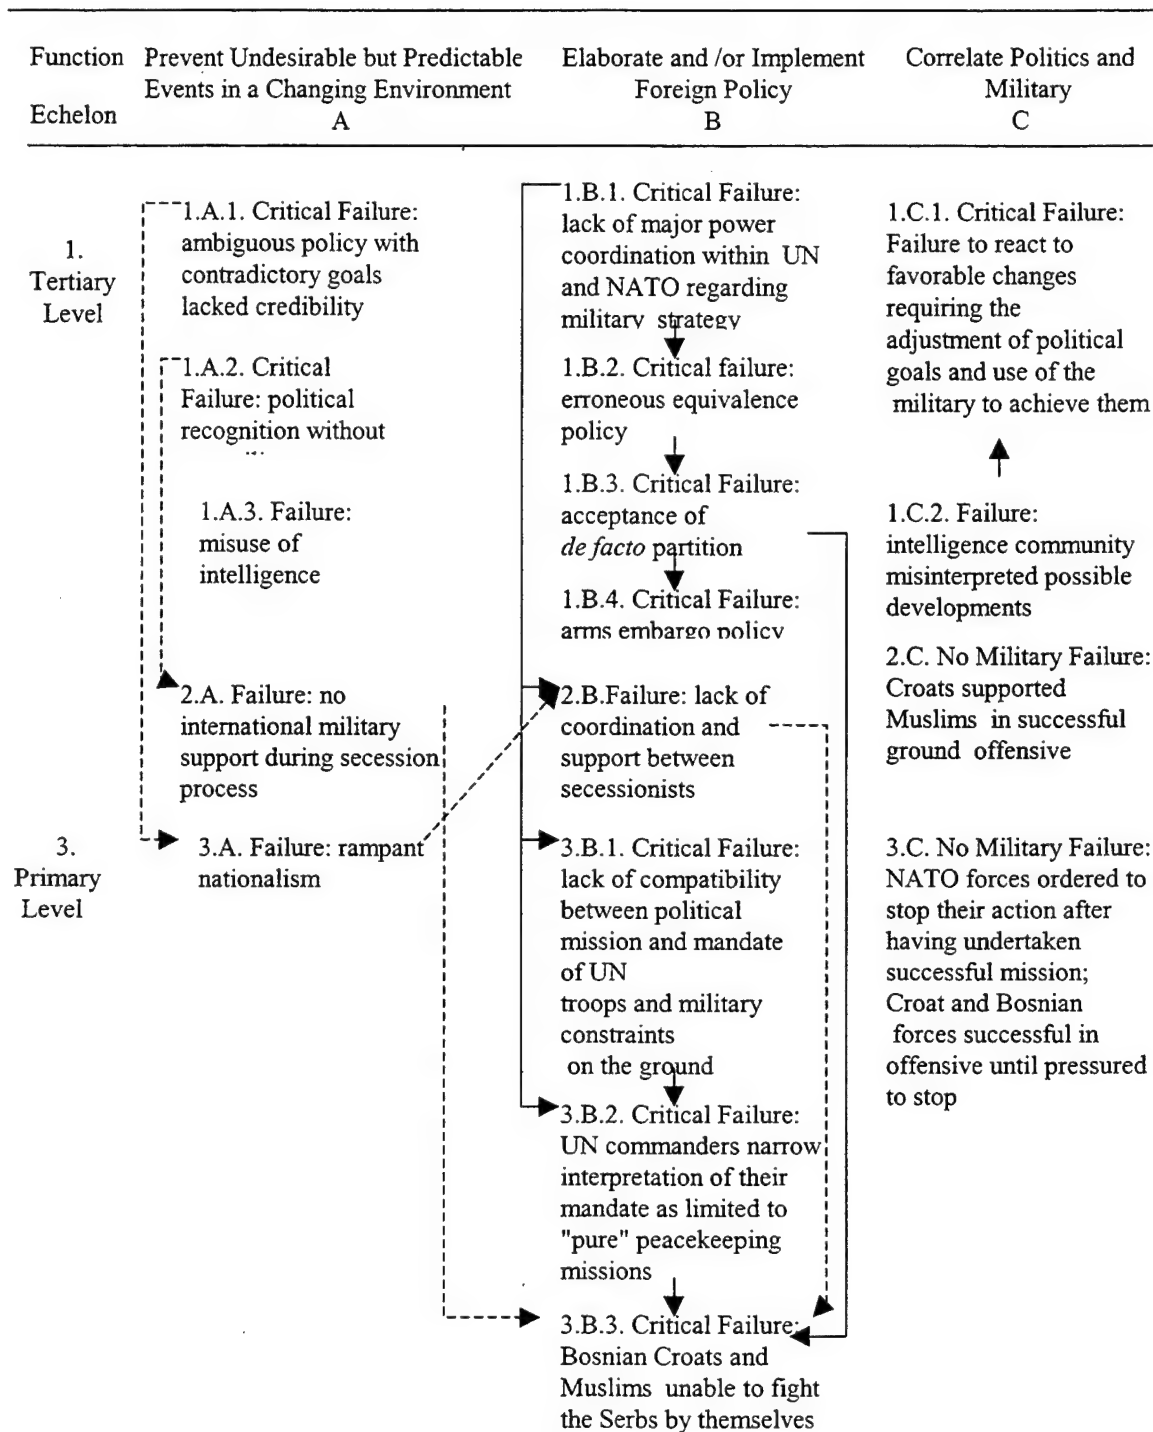 Function
Echelon
Prevent Undesirable but Predictable
Events in a Changing Environment
A
Elaborate and /or Implement
Foreign Policy
B
Correlate Politics and
Military
C
1.
Tertiary
Level
1.A.1. Critical Failure:
ambiguous policy with
contradictory goals
lacked credibility
1.A.2. Critical
Failure: political
recognition without
1.A.3. Failure:
misuse of
intelligence
2.A. Failure: no
international military
support during secession
process
3.
Primary
Level
3.A. Failure: rampant
nationalism
1.B.1. Critical Failure:
lack of major power
coordination within UN
and NATO regarding
military strategy
1.B.2. Critical failure:
erroneous equivalence
policy
1.B.3. Critical Failure:
acceptance of
de facto partition
1.B.4. Critical Failure:
arms embargo policy
2.B.Failure: lack of
coordination and
support between
secessionists
3.B.1. Critical Failure:
lack of compatibility
between political
mission and mandate
of UN
troops and military
constraints
on the ground
3.B.2. Critical Failure:
UN commanders narrow
interpretation of their
mandate as limited to
"pure" peacekeeping
missions
3.B.3. Critical Failure:
Bosnian Croats and
Muslims unable to fight
the Serbs by themselves
1.C.1. Critical Failure:
Failure to react to
favorable changes
requiring the
adjustment of political
goals and use of the
military to achieve them
1.C.2. Failure:
intelligence community
misinterpreted possible
developments
2.C. No Military Failure:
Croats supported
Muslims in successful
ground offensive
3.C. No Military Failure:
NATO forces ordered to
stop their action after
having undertaken
successful mission;
Croat and Bosnian
forces successful in
offensive until pressured
to stop